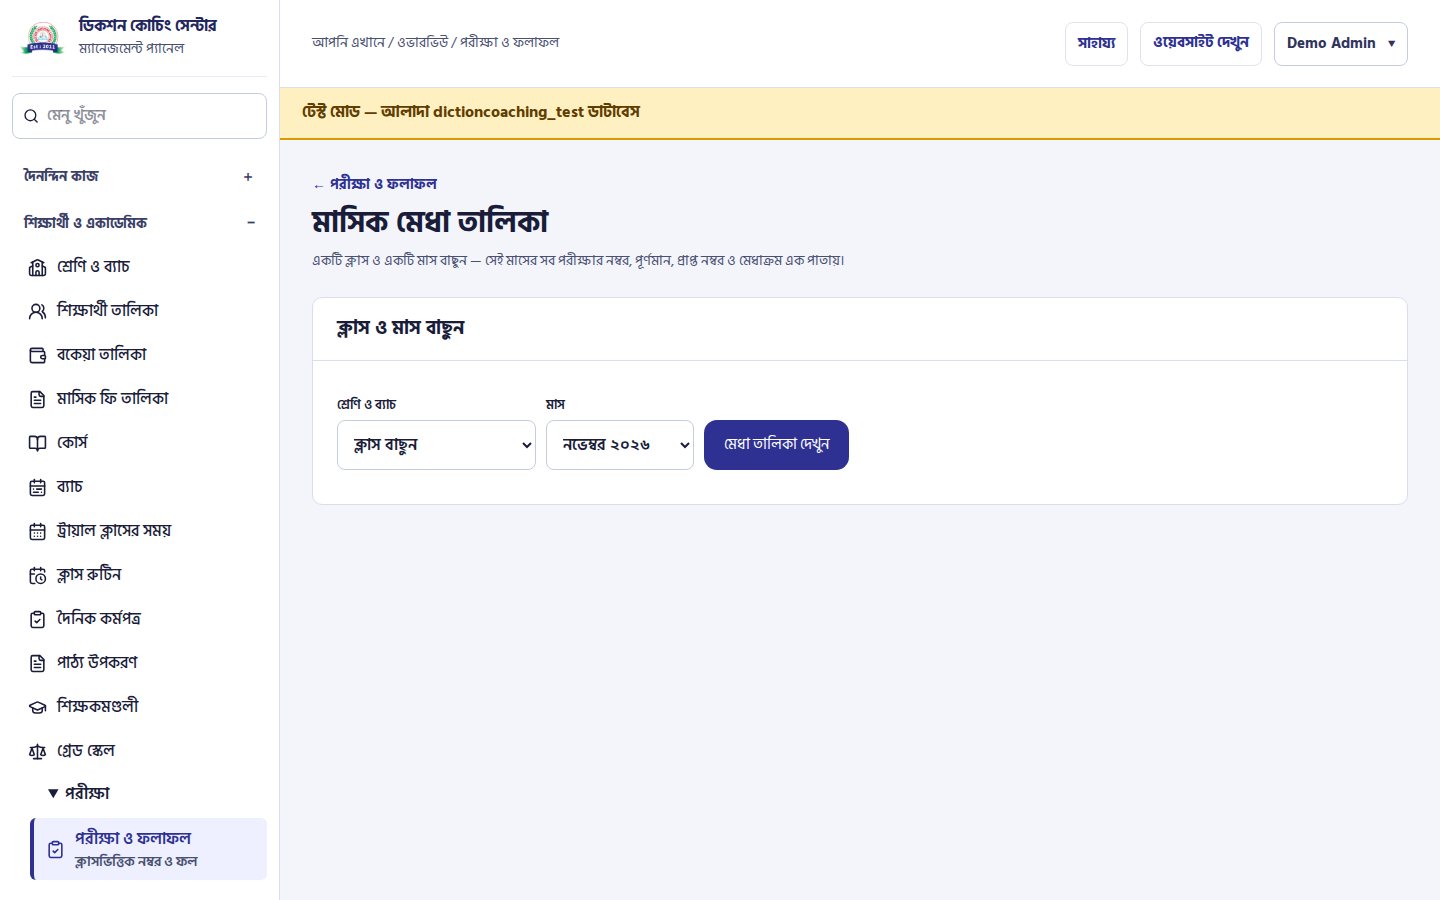 ডিকশন কোচিং সেন্টার
ম্যানেজমেন্ট প্যানেল
Est : 2011
মেনু খুঁজুন
দৈনন্দিন কাজ +
শিক্ষার্থী ও একাডেমিক −
শ্রেণি ও ব্যাচ
শিক্ষার্থী তালিকা
বকেয়া তালিকা
মাসিক ফি তালিকা
কোর্স
ব্যাচ
ট্রায়াল ক্লাসের সময়
ক্লাস রুটিন
দৈনিক কর্মপত্র
পাঠ্য উপকরণ
শিক্ষকমণ্ডলী
গ্রেড স্কেল
▼ পরীক্ষা
পরীক্ষা ও ফলাফল
ক্লাসভিত্তিক নম্বর ও ফল
আপনি এখানে / ওভারভিউ / পরীক্ষা ও ফলাফল
সাহায্য
ওয়েবসাইট দেখুন
Demo Admin ▼
টেস্ট মোড — আলাদা dictioncoaching_test ডাটাবেস
← পরীক্ষা ও ফলাফল
মাসিক মেধা তালিকা
একটি ক্লাস ও একটি মাস বাছুন — সেই মাসের সব পরীক্ষার নম্বর, পূর্ণমান, প্রাপ্ত নম্বর ও মেধাক্রম এক পাতায়।
ক্লাস ও মাস বাছুন
শ্রেণি ও ব্যাচ
মাস
ক্লাস বাছুন
নভেম্বর ২০২৬
মেধা তালিকা দেখুন